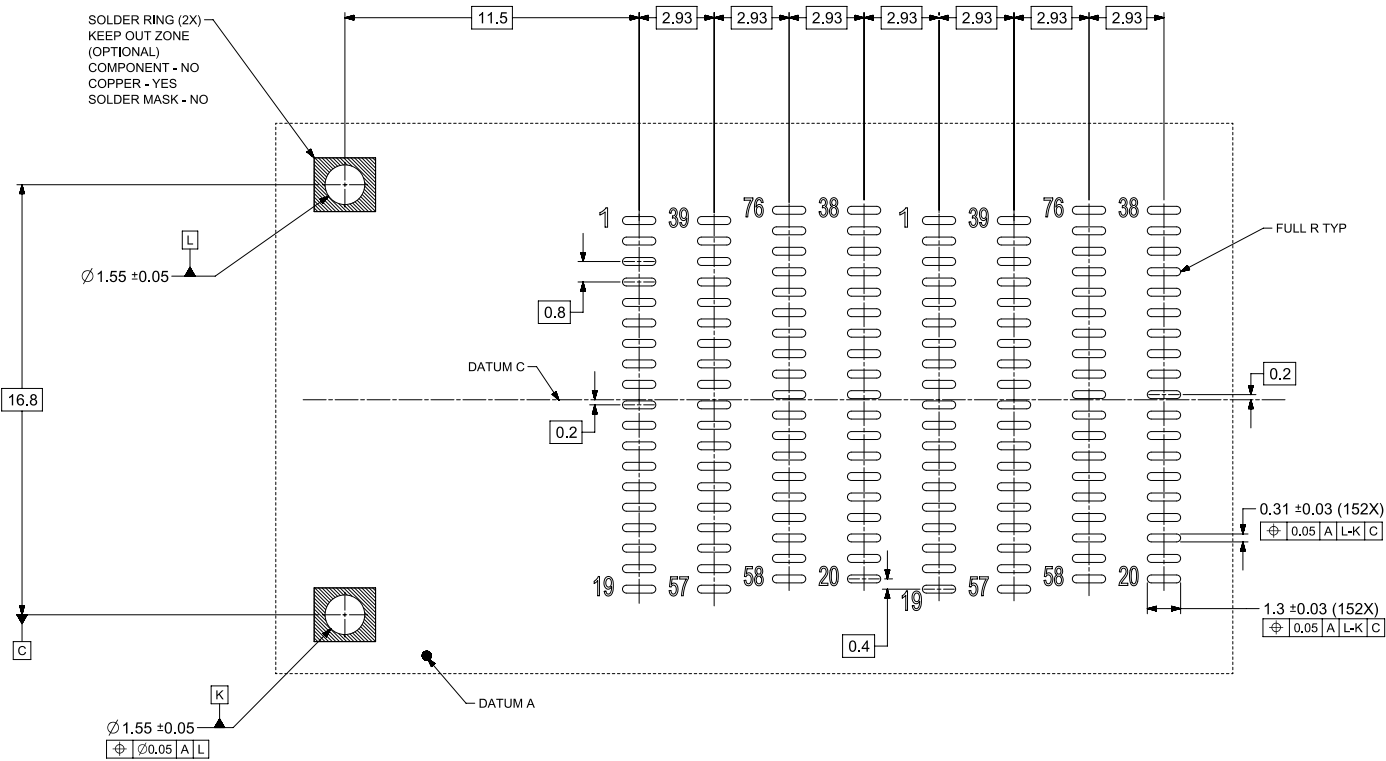 SOLDER RING (2X)
KEEP OUT ZONE
(OPTIONAL)
COMPONENT - NO
COPPER - YES
SOLDER MASK - NO
11.5
2.93
2.93
2.93
2.93
2.93
2.93
2.93
1
39
76
38
1
39
76
38
FULL R TYP
L
Ø 1.55 ±0.05
0.8
DATUM C
0.2
16.8
0.2
0.31 ±0.03 (152X)
⌖ 0.05 A L-K C
19
57
58
20
19
57
58
20
1.3 ±0.03 (152X)
⌖ 0.05 A L-K C
0.4
C
K
DATUM A
Ø 1.55 ±0.05
⌖ Ø0.05 A L